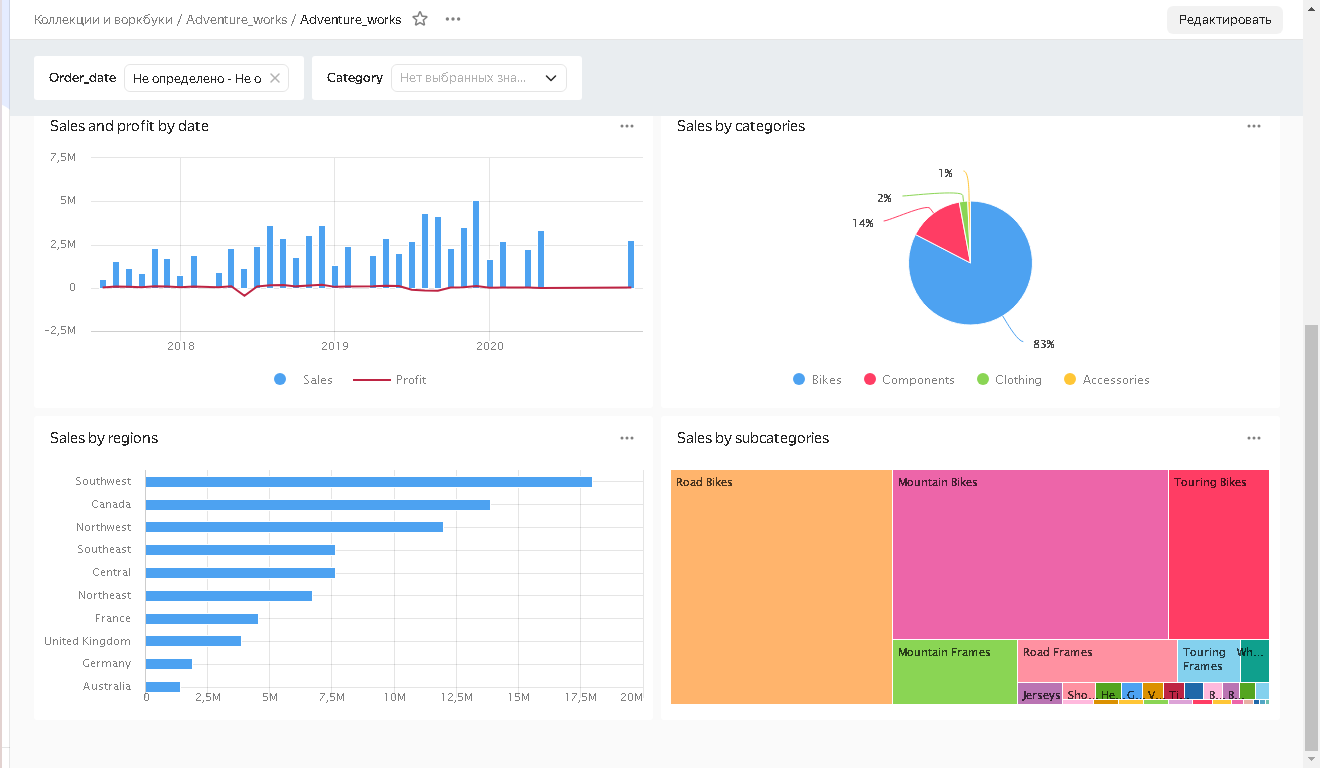 Коллекции и воркбуки / Adventure_works / Adventure_works
Редактировать
Order_date
Не определено - Не о
Category
Нет выбранных зна...
Sales and profit by date
7,5M
5M
2,5M
0
-2,5M
2018
2019
2020
Sales
Profit
Sales by categories
1%
2%
14%
83%
Bikes
Components
Clothing
Accessories
Sales by regions
Southwest
Canada
Northwest
Southeast
Central
Northeast
France
United Kingdom
Germany
Australia
0
2,5M
5M
7,5M
10M
12,5M
15M
17,5M
20M
Sales by subcategories
Road Bikes
Mountain Bikes
Touring Bikes
Mountain Frames
Road Frames
Touring
Frames
Wh...
Jerseys
Sho...
He...
G...
V...
Ti...
B...
B...